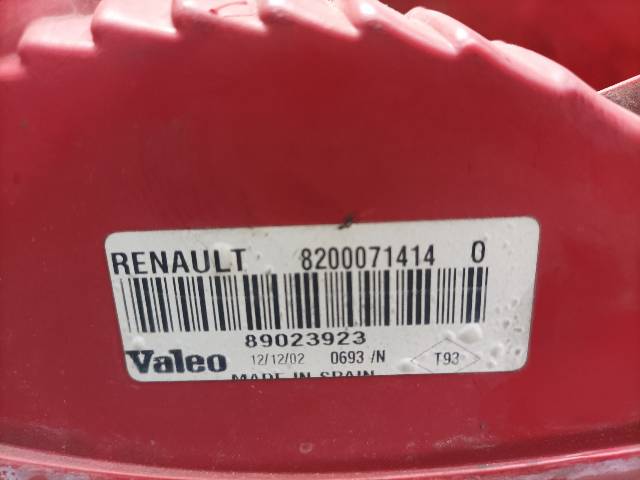 RENAULT 8200071414 0
89023923
Valeo 12/12/02 0693 /N T93
MADE IN SPAIN